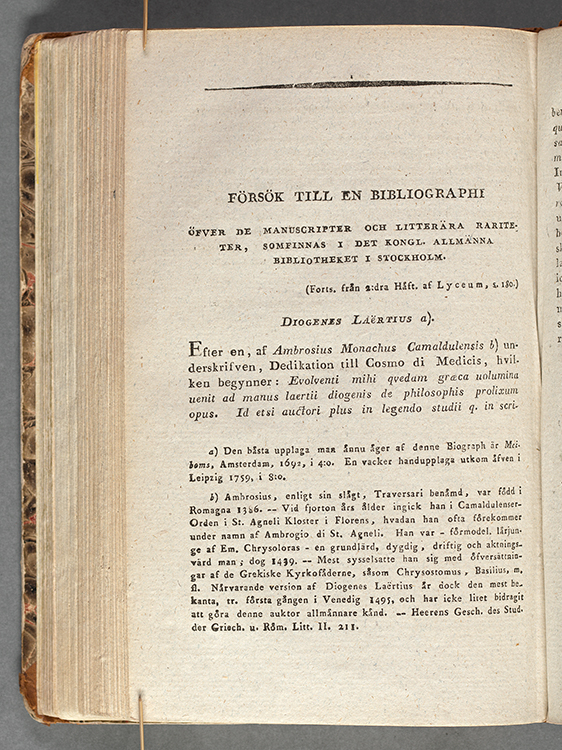 FÖRSÖK TILL EN BIBLIOGRAPHI
ÖFVER DE MANUSCRIPTER OCH LITTERÄRA RARITE-
TER, SOMFINNAS I DET KONGL. ALLMÄNNA
BIBLIOTHEKET I STOCKHOLM.
(Forts. från 2:dra Häft. af Lyceum, s. 180.)
DIOGENES LAËRTIUS a).
Efter en, af Ambrosius Monachus Camaldulensis b) un-
derskrifven, Dedikation till Cosmo di Medicis, hvil-
ken begynner: Evolventi mihi qvedam græca uolumina
uenit ad manus laertii diogenis de philosophis prolixum
opus. Id etsi auctori plus in legendo studii q. in scri-
a) Den bästa upplaga man ännu äger af denne Biograph är Mei-
boms, Amsterdam, 1692, i 4:o. En vacker handupplaga utkom äfven i
Leipzig 1759, i 8:o.
b) Ambrosius, enligt sin slägt, Traversari benämd, var född i
Romagna 1386. — Vid fjorton års ålder ingick han i Camaldulenser-
Orden i St. Agneli Kloster i Florens, hvadan han ofta förekommer
under namn af Ambrogio di St. Agneli. Han var - förmodel. lärjun-
ge af Em. Chrysoloras - en grundlärd, dygdig, driftig och aktnings-
värd man; dog 1439. — Mest sysselsatte han sig med öfversättnin-
gar af de Grekiske Kyrkofäderne, såsom Chrysostomus, Basilius, m.
fl. Närvarande version af Diogenes Laërtius är dock den mest be-
kanta, tr. första gången i Venedig 1495, och har icke litet bidragit
att göra denne auktor allmännare känd. — Heerens Gesch. des Stud.
der Griech. u. Röm. Litt. II. 211.